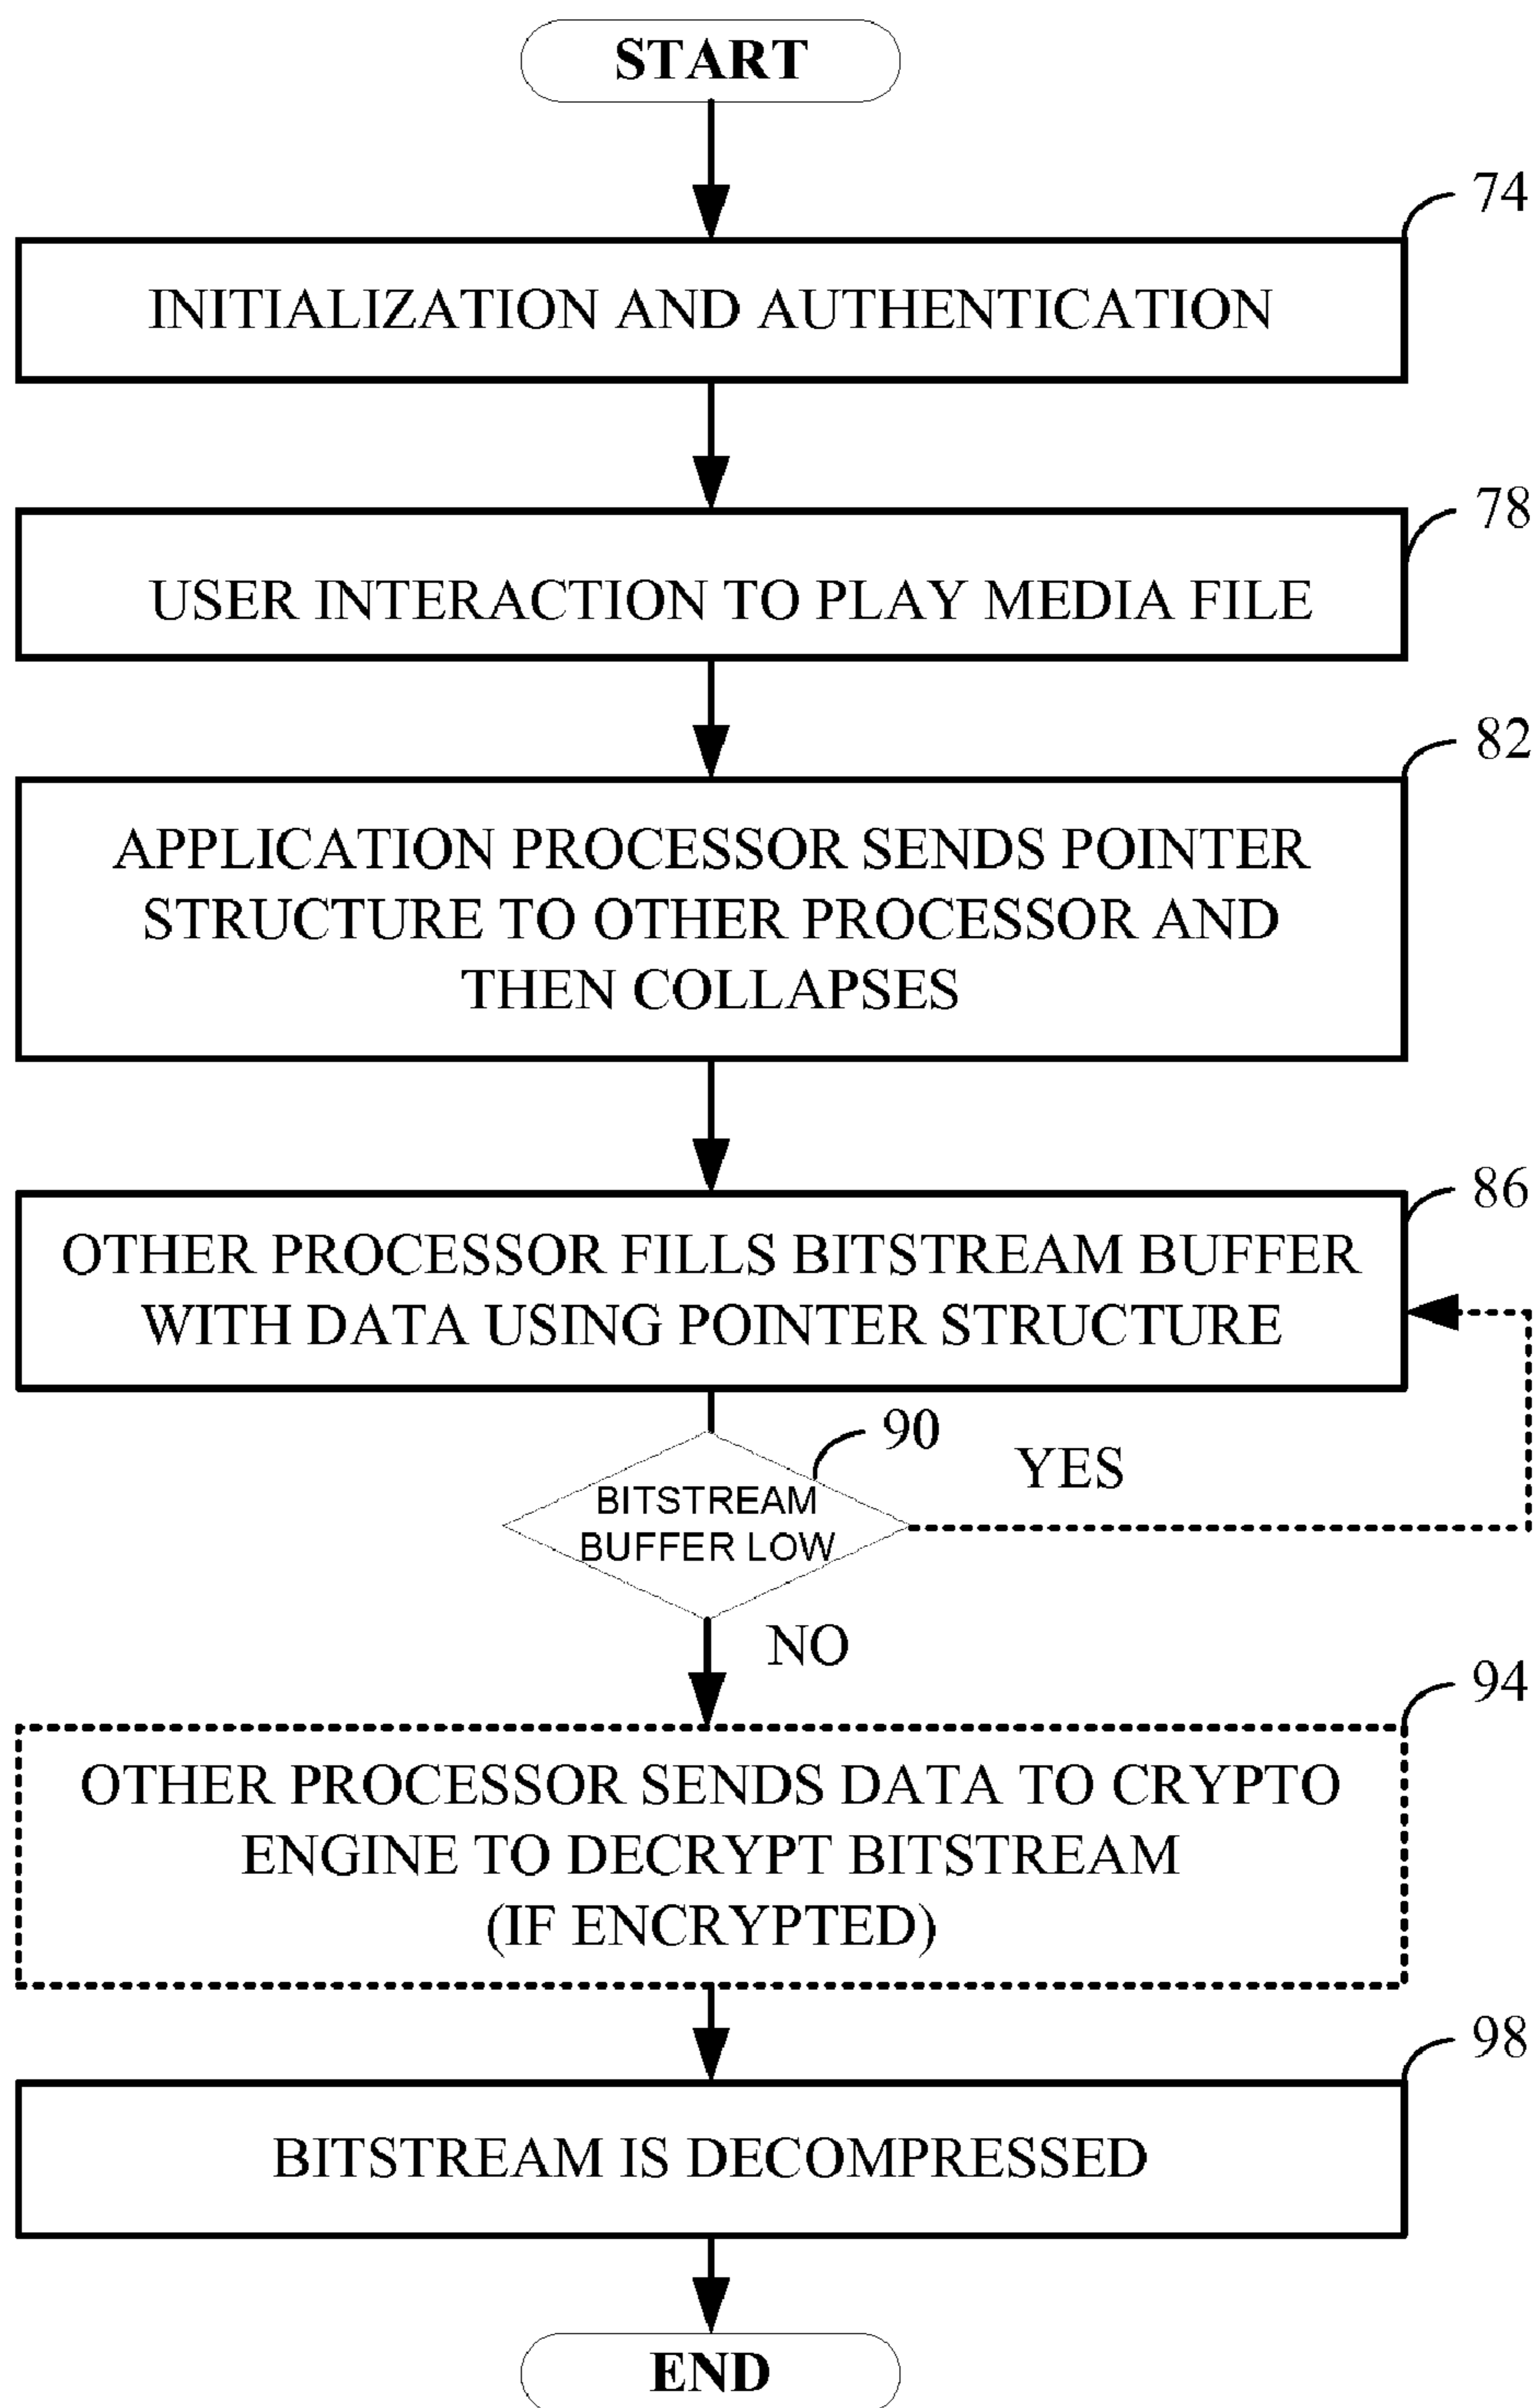 START
74
INITIALIZATION AND AUTHENTICATION
78
USER INTERACTION TO PLAY MEDIA FILE
82
APPLICATION PROCESSOR SENDS POINTER
STRUCTURE TO OTHER PROCESSOR AND
THEN COLLAPSES
86
OTHER PROCESSOR FILLS BITSTREAM BUFFER
WITH DATA USING POINTER STRUCTURE
90
YES
BITSTREAM
BUFFER LOW
NO
94
OTHER PROCESSOR SENDS DATA TO CRYPTO
ENGINE TO DECRYPT BITSTREAM
(IF ENCRYPTED)
98
BITSTREAM IS DECOMPRESSED
END